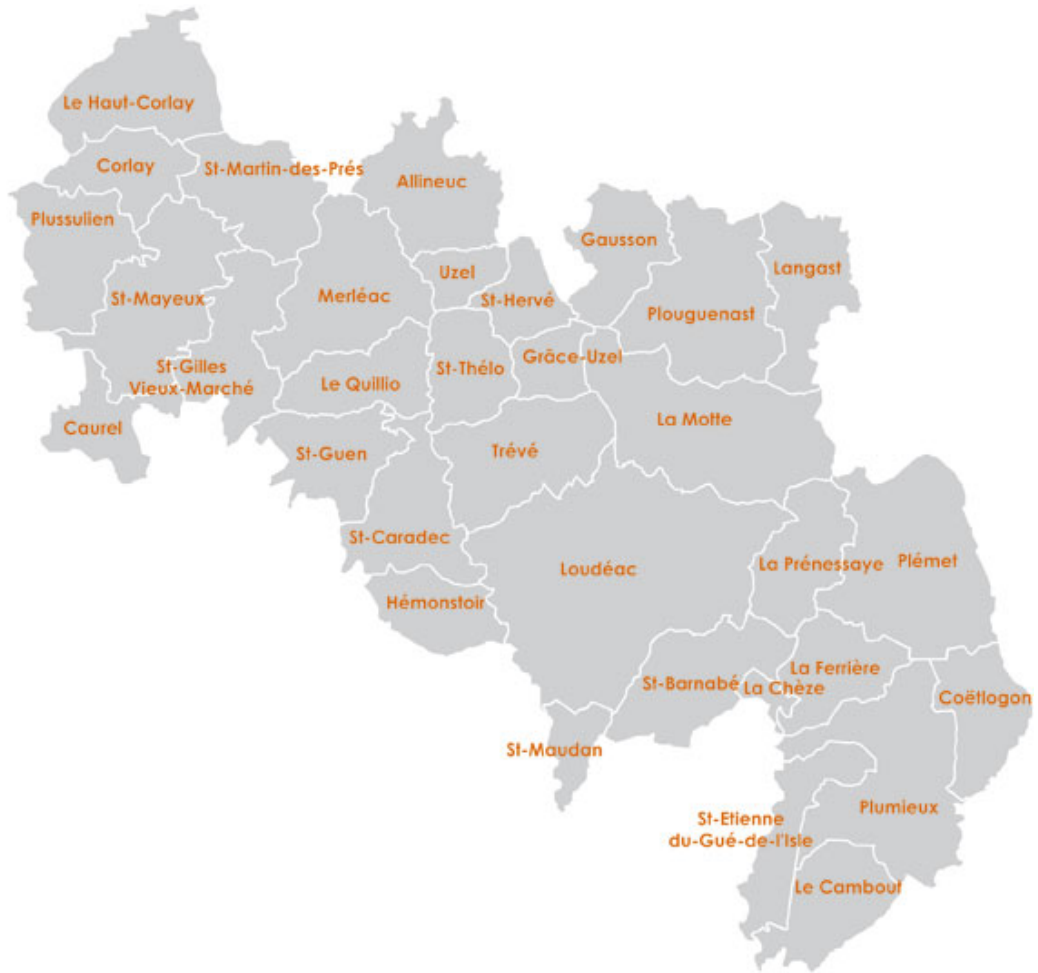 Le Haut-Corlay
Corlay
St-Martin-des-Prés
Allineuc
Plussulien
Gausson
Langast
Uzel
St-Mayeux
Merléac
St-Hervé
Plouguenast
St-Gilles
Vieux-Marché
Le Quillio
St-Thélo
Grâce-Uzel
Caurel
La Motte
St-Guen
Trévé
St-Caradec
Loudéac
La Prénessaye
Plémet
Hémonstoir
La Ferrière
St-Barnabé
La Chèze
Coëtlogon
St-Maudan
Plumieux
St-Etienne
du-Gué-de-l'Isle
Le Cambout